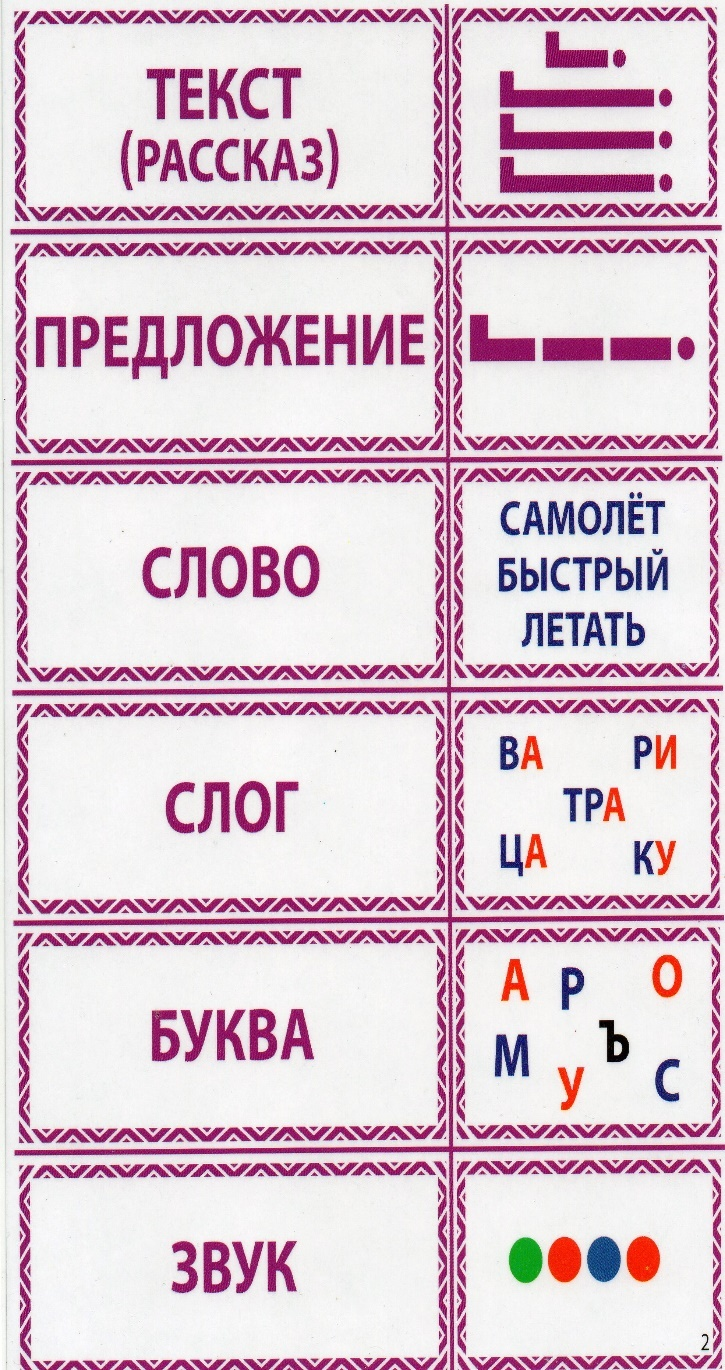 ТЕКСТ
(РАССКАЗ)
ПРЕДЛОЖЕНИЕ
СЛОВО
САМОЛЁТ
БЫСТРЫЙ
ЛЕТАТЬ
СЛОГ
ВА РИ
ТРА
ЦА КУ
БУКВА
А Р О
М Ъ
У С
ЗВУК
2